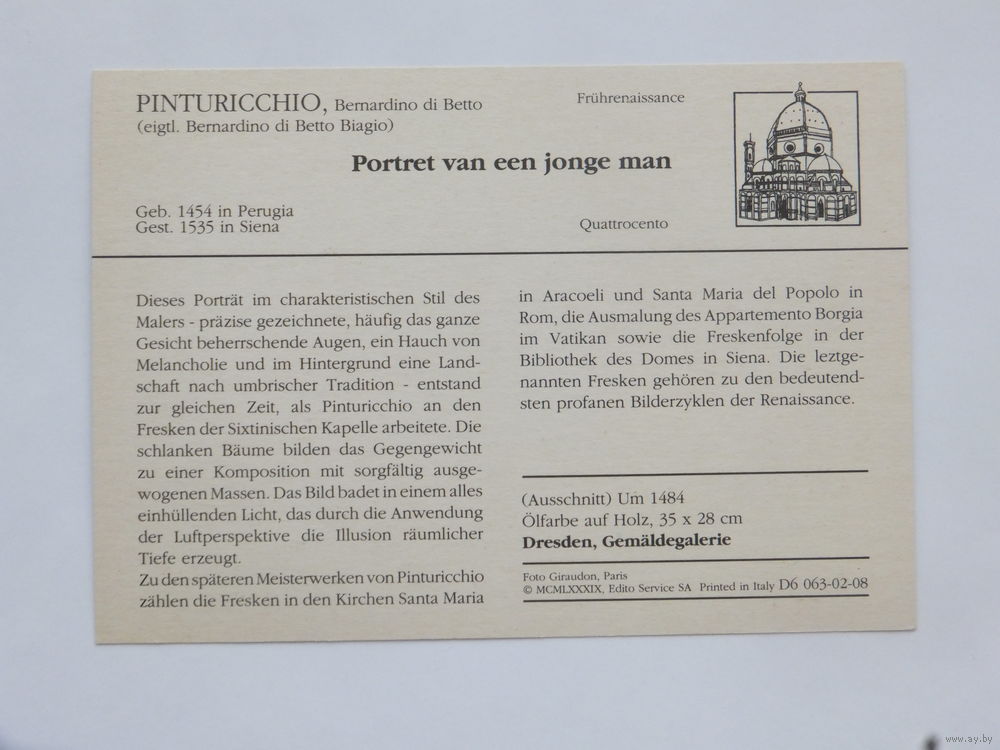 PINTURICCHIO, Bernardino di Betto
(eigtl. Bernardino di Betto Biagio)
Frührenaissance
Portret van een jonge man
Geb. 1454 in Perugia
Gest. 1535 in Siena
Quattrocento
Dieses Porträt im charakteristischen Stil des
Malers - präzise gezeichnete, häufig das ganze
Gesicht beherrschende Augen, ein Hauch von
Melancholie und im Hintergrund eine Land-
schaft nach umbrischer Tradition - entstand
zur gleichen Zeit, als Pinturicchio an den
Fresken der Sixtinischen Kapelle arbeitete. Die
schlanken Bäume bilden das Gegengewicht
zu einer Komposition mit sorgfältig ausge-
wogenen Massen. Das Bild badet in einem alles
einhüllenden Licht, das durch die Anwendung
der Luftperspektive die Illusion räumlicher
Tiefe erzeugt.
Zu den späteren Meisterwerken von Pinturicchio
zählen die Fresken in den Kirchen Santa Maria
in Aracoeli und Santa Maria del Popolo in
Rom, die Ausmalung des Appartemento Borgia
im Vatikan sowie die Freskenfolge in der
Bibliothek des Domes in Siena. Die leztge-
nannten Fresken gehören zu den bedeutend-
sten profanen Bilderzyklen der Renaissance.
(Ausschnitt) Um 1484
Ölfarbe auf Holz, 35 x 28 cm
Dresden, Gemäldegalerie
Foto Giraudon, Paris
© MCMLXXXIX, Edito Service SA Printed in Italy D6 063-02-08
www.ay.by